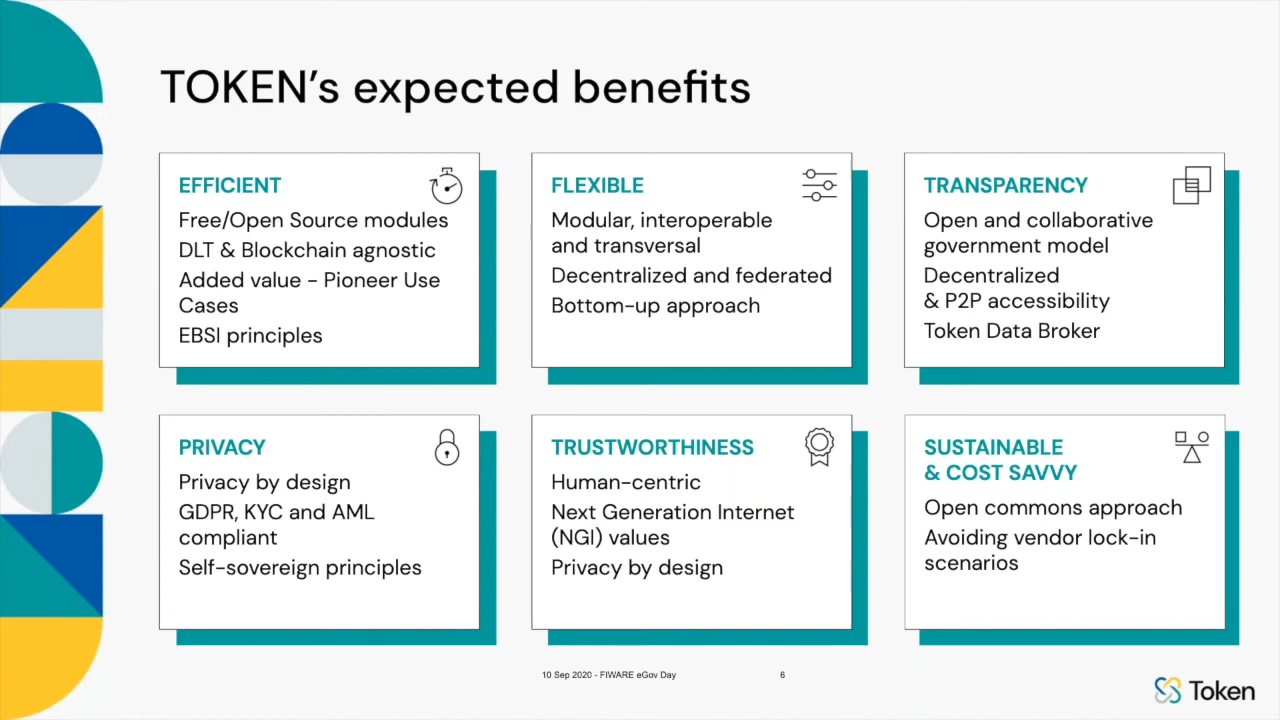 TOKEN’s expected benefits
EFFICIENT
Free/Open Source modules
DLT & Blockchain agnostic
Added value - Pioneer Use
Cases
EBSI principles
FLEXIBLE
Modular, interoperable
and transversal
Decentralized and federated
Bottom-up approach
TRANSPARENCY
Open and collaborative
government model
Decentralized
& P2P accessibility
Token Data Broker
PRIVACY
Privacy by design
GDPR, KYC and AML
compliant
Self-sovereign principles
TRUSTWORTHINESS
Human-centric
Next Generation Internet
(NGI) values
Privacy by design
SUSTAINABLE
& COST SAVVY
Open commons approach
Avoiding vendor lock-in
scenarios
10 Sep 2020 - FIWARE eGov Day
6
Token